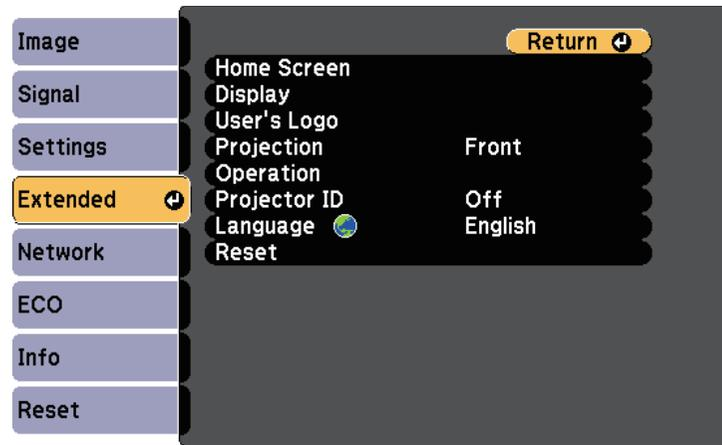 Image
Signal
Settings
Extended
Network
ECO
Info
Reset
Return
Home Screen
Display
User's Logo
Projection Front
Operation
Projector ID Off
Language English
Reset